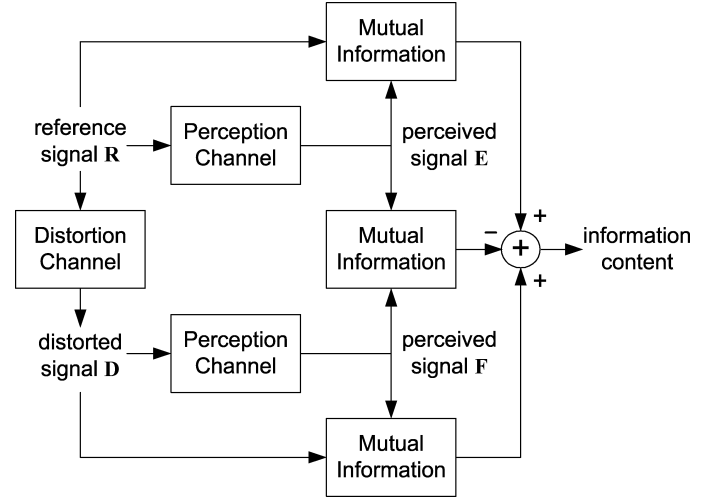 Mutual
Information
reference
signal R
Perception
Channel
perceived
signal E
+
Distortion
Channel
Mutual
Information
−
+
information
content
+
distorted
signal D
Perception
Channel
perceived
signal F
Mutual
Information